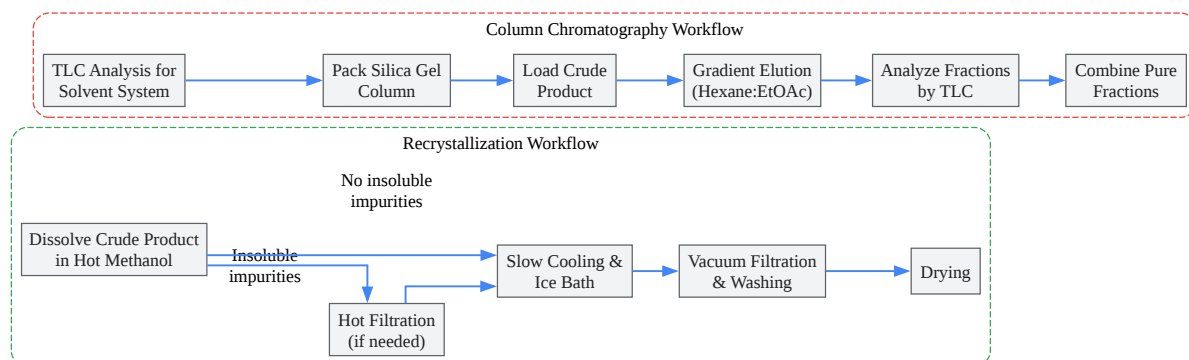 Column Chromatography Workflow
TLC Analysis for
Solvent System
Pack Silica Gel
Column
Load Crude
Product
Gradient Elution
(Hexane:EtOAc)
Analyze Fractions
by TLC
Combine Pure
Fractions
Recrystallization Workflow
No insoluble
impurities
Dissolve Crude Product
in Hot Methanol
Insoluble
impurities
Hot Filtration
(if needed)
Slow Cooling &
Ice Bath
Vacuum Filtration
& Washing
Drying